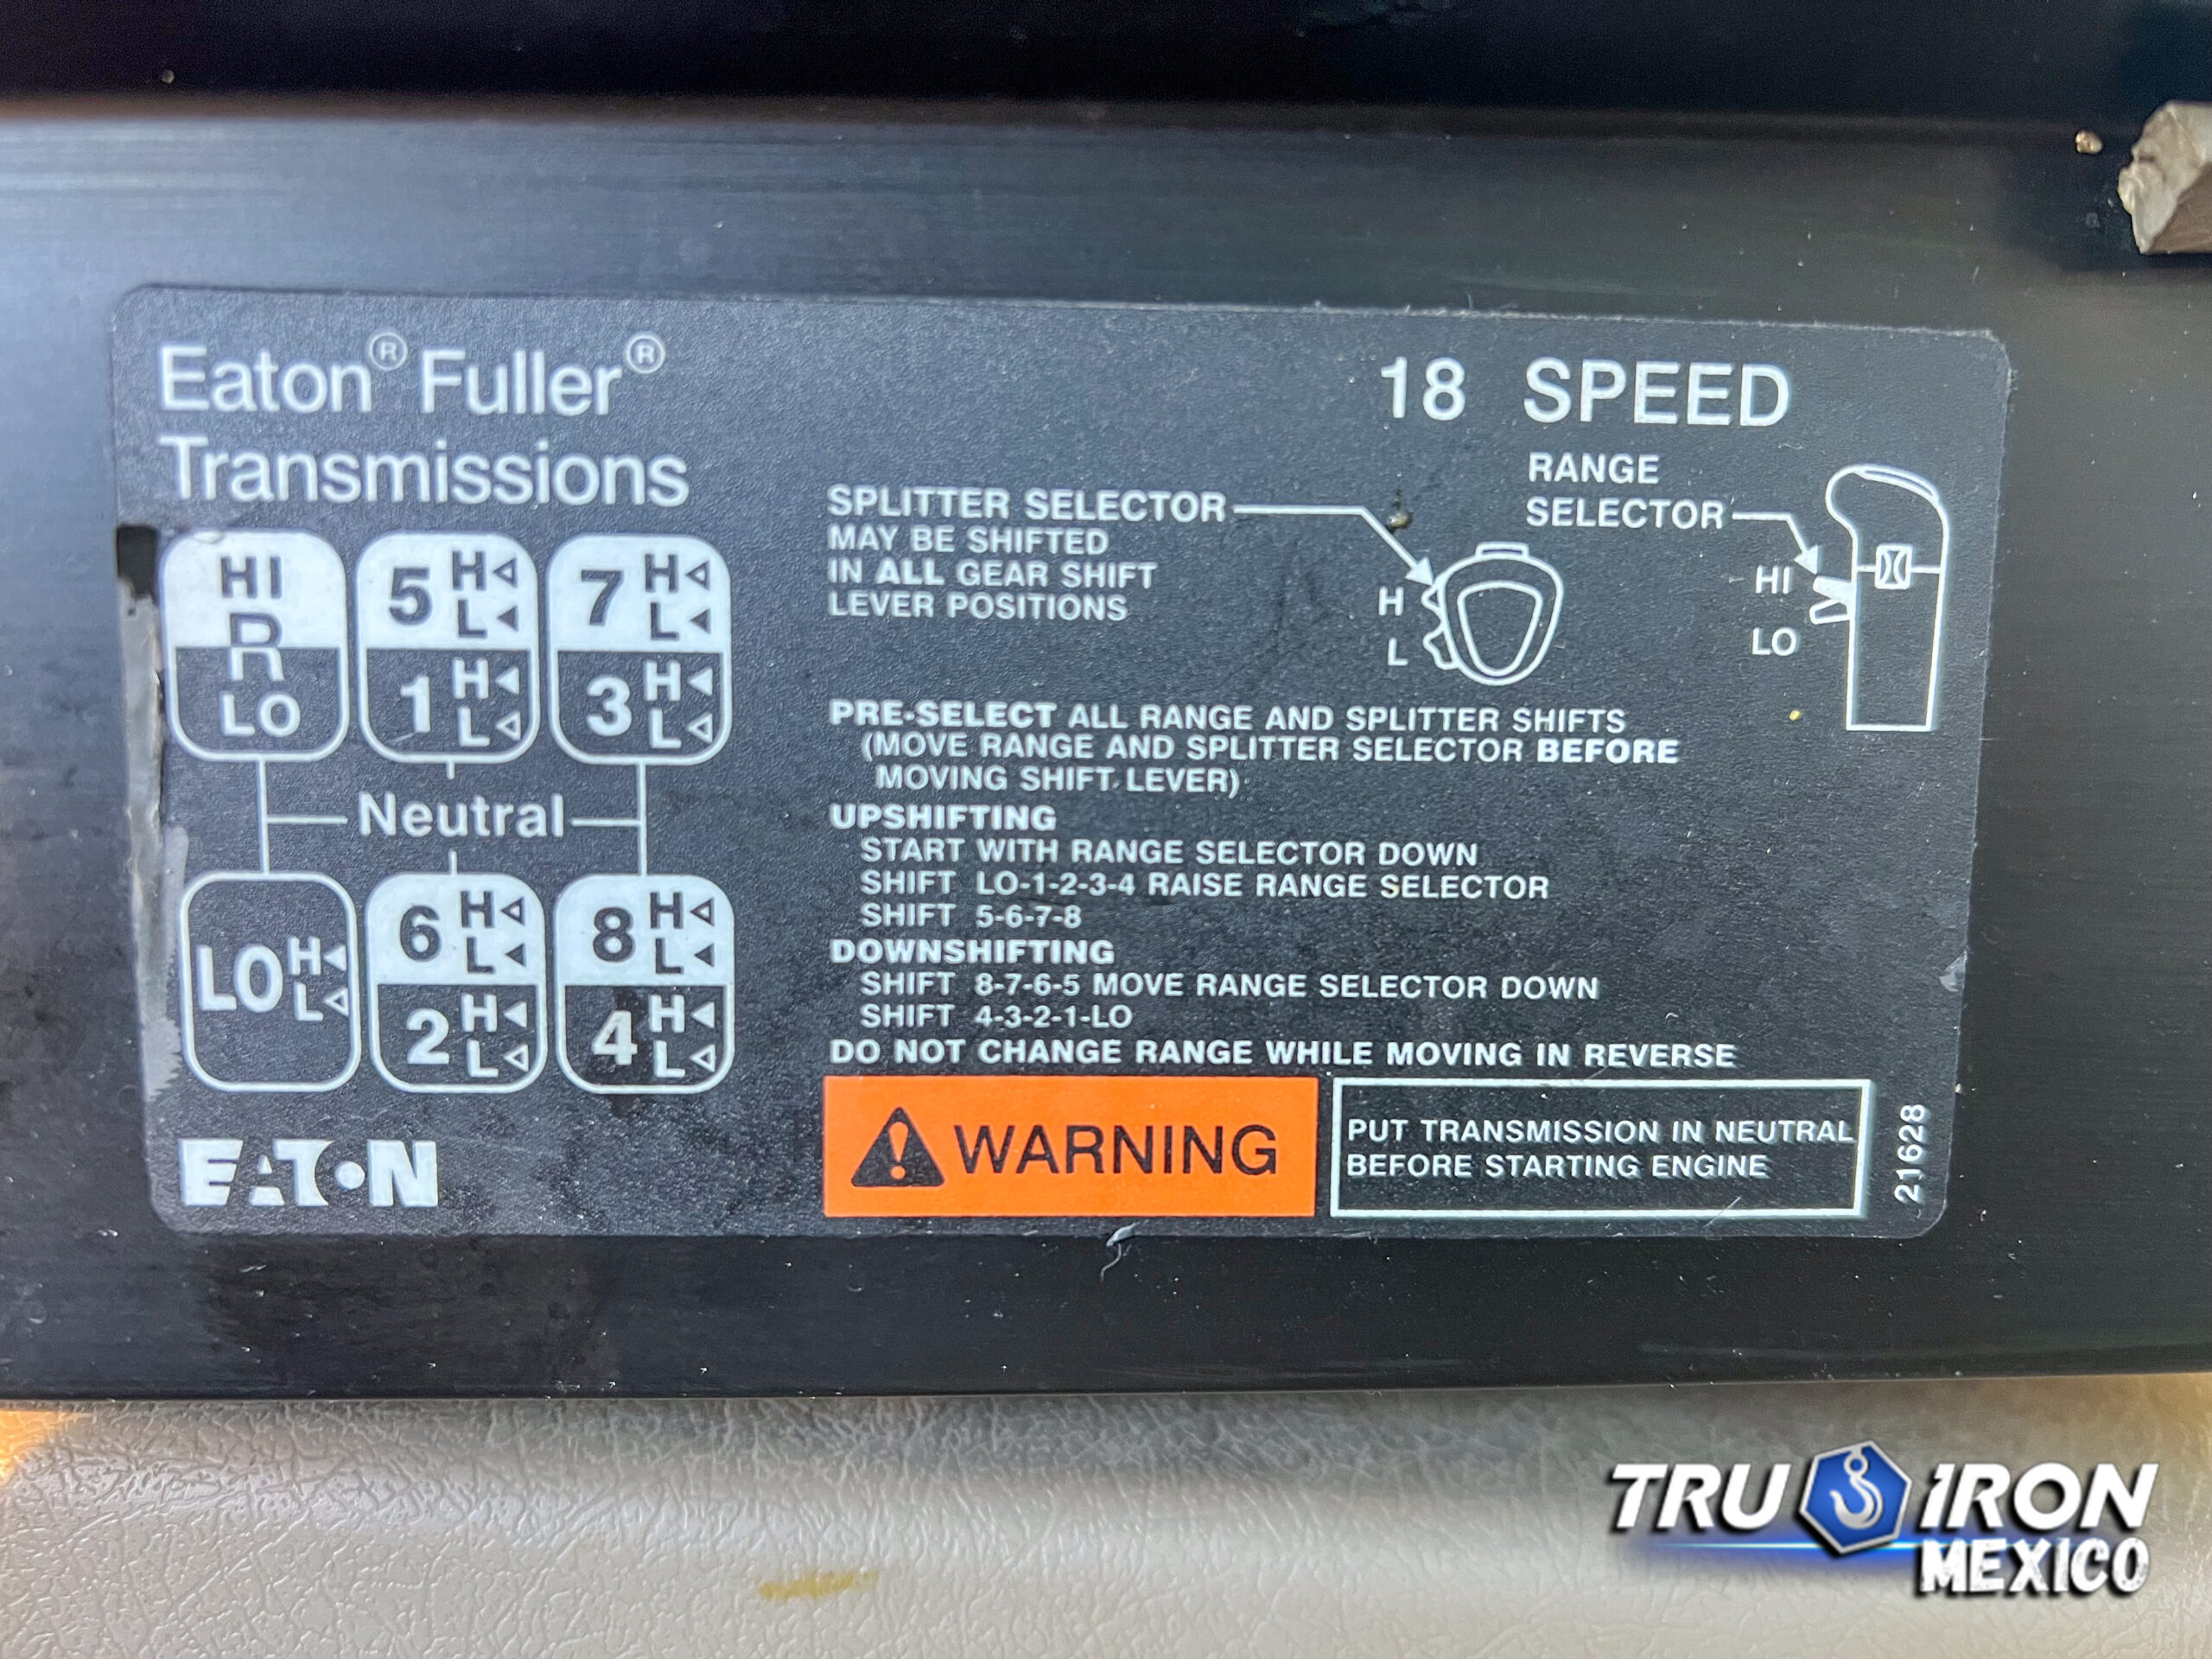 Eaton® Fuller®
Transmissions
18 SPEED
RANGE
SELECTOR
HI
LO
SPLITTER SELECTOR
MAY BE SHIFTED
IN ALL GEAR SHIFT
LEVER POSITIONS
H
L
HI
R
LO
5 H
L
1 H
L
7 H
L
3 H
L
Neutral
LO H
L
6 H
L
2 H
L
8 H
L
4 H
L
PRE-SELECT ALL RANGE AND SPLITTER SHIFTS
(MOVE RANGE AND SPLITTER SELECTOR BEFORE
MOVING SHIFT LEVER)
UPSHIFTING
START WITH RANGE SELECTOR DOWN
SHIFT LO-1-2-3-4 RAISE RANGE SELECTOR
SHIFT 5-6-7-8
DOWNSHIFTING
SHIFT 8-7-6-5 MOVE RANGE SELECTOR DOWN
SHIFT 4-3-2-1-LO
DO NOT CHANGE RANGE WHILE MOVING IN REVERSE
EATON
WARNING
PUT TRANSMISSION IN NEUTRAL
BEFORE STARTING ENGINE
21628
TRU IRON
MEXICO